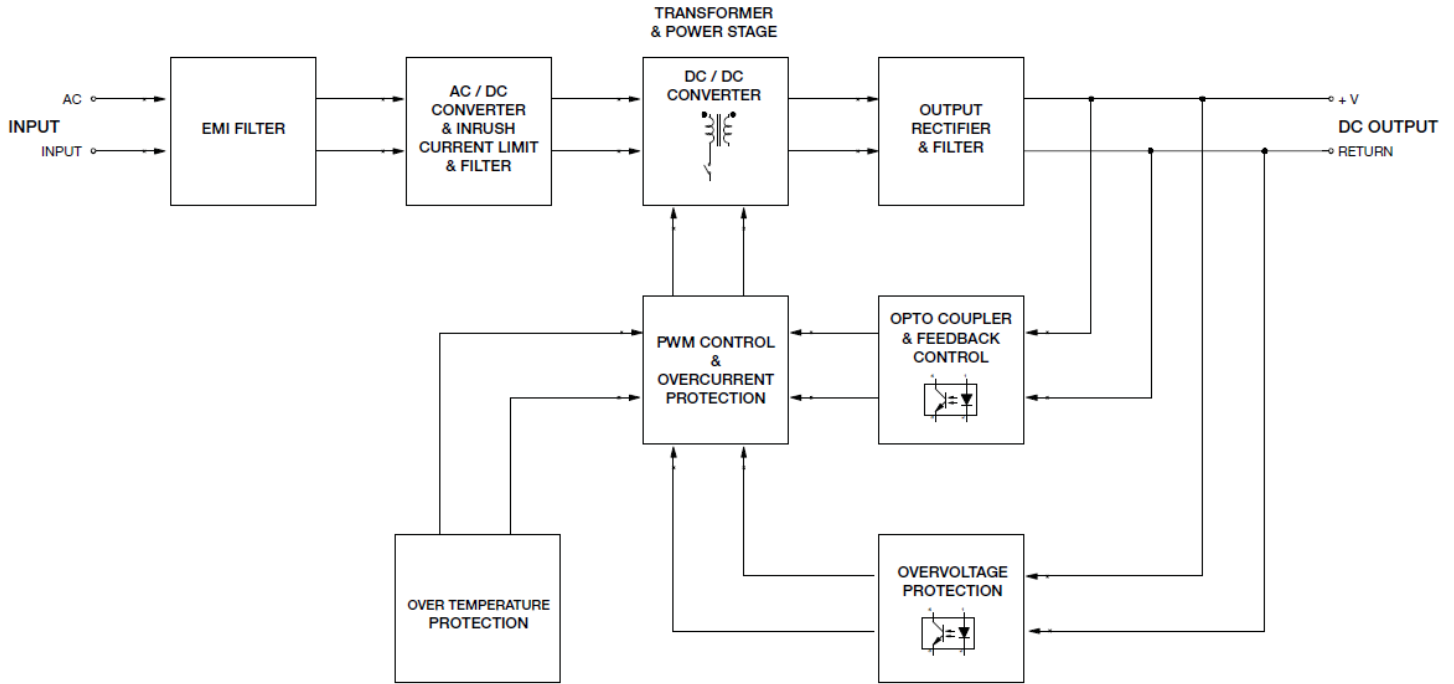 TRANSFORMER
& POWER STAGE
AC
INPUT
INPUT
EMI FILTER
AC / DC
CONVERTER
& INRUSH
CURRENT LIMIT
& FILTER
DC / DC
CONVERTER
OUTPUT
RECTIFIER
& FILTER
+ V
DC OUTPUT
RETURN
PWM CONTROL
&
OVERCURRENT
PROTECTION
OPTO COUPLER
& FEEDBACK
CONTROL
OVER TEMPERATURE
PROTECTION
OVERVOLTAGE
PROTECTION